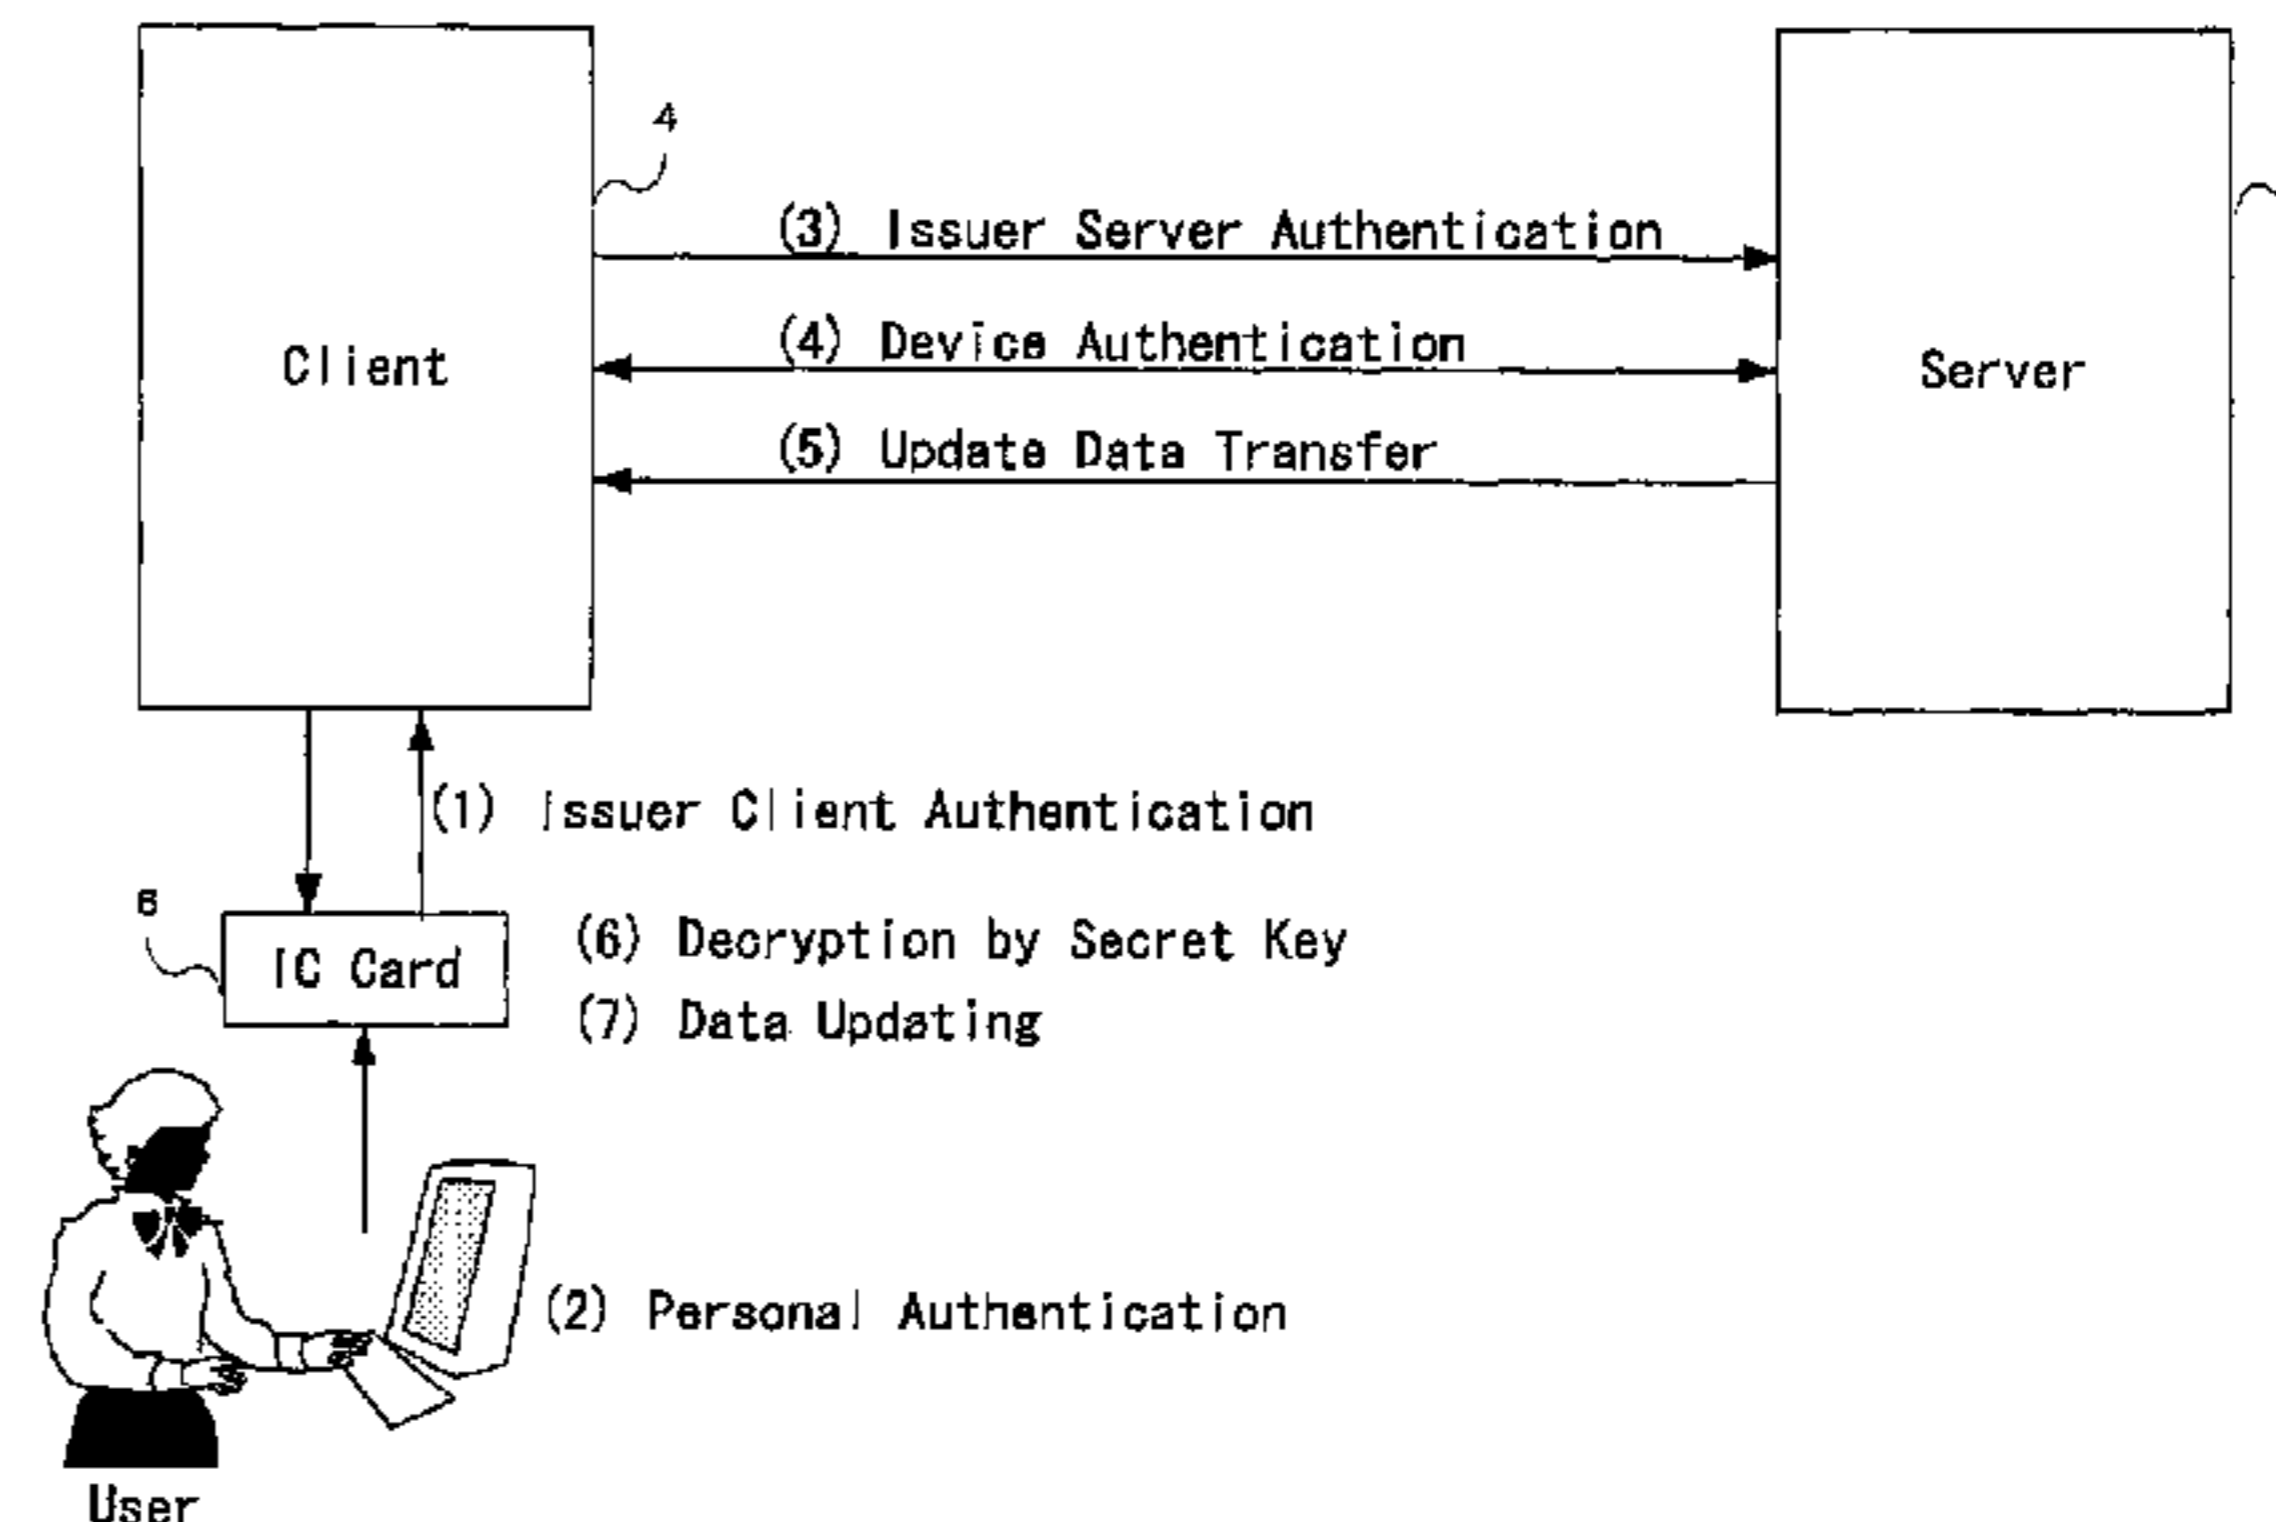 4
(3) Issuer Server Authentication
(4) Device Authentication
Client
Server
(5) Update Data Transfer
(1) Issuer Client Authentication
6
IC Card
(6) Decryption by Secret Key
(7) Data Updating
(2) Personal Authentication
User